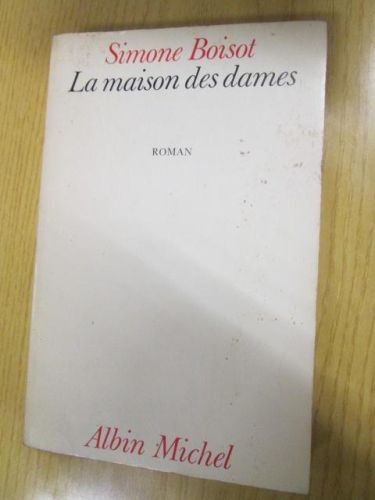 Simone Boisot
La maison des dames
ROMAN
Albin Michel